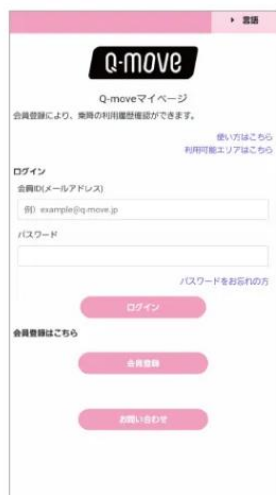 言語
Q-move
Q-moveマイページ
会員登録により、乗降の利用履歴確認ができます。
使い方はこちら
利用可能エリアはこちら
ログイン
会員ID(メールアドレス)
例）example@q-move.jp
パスワード
パスワードをお忘れの方
ログイン
会員登録はこちら
会員登録
お問い合わせ